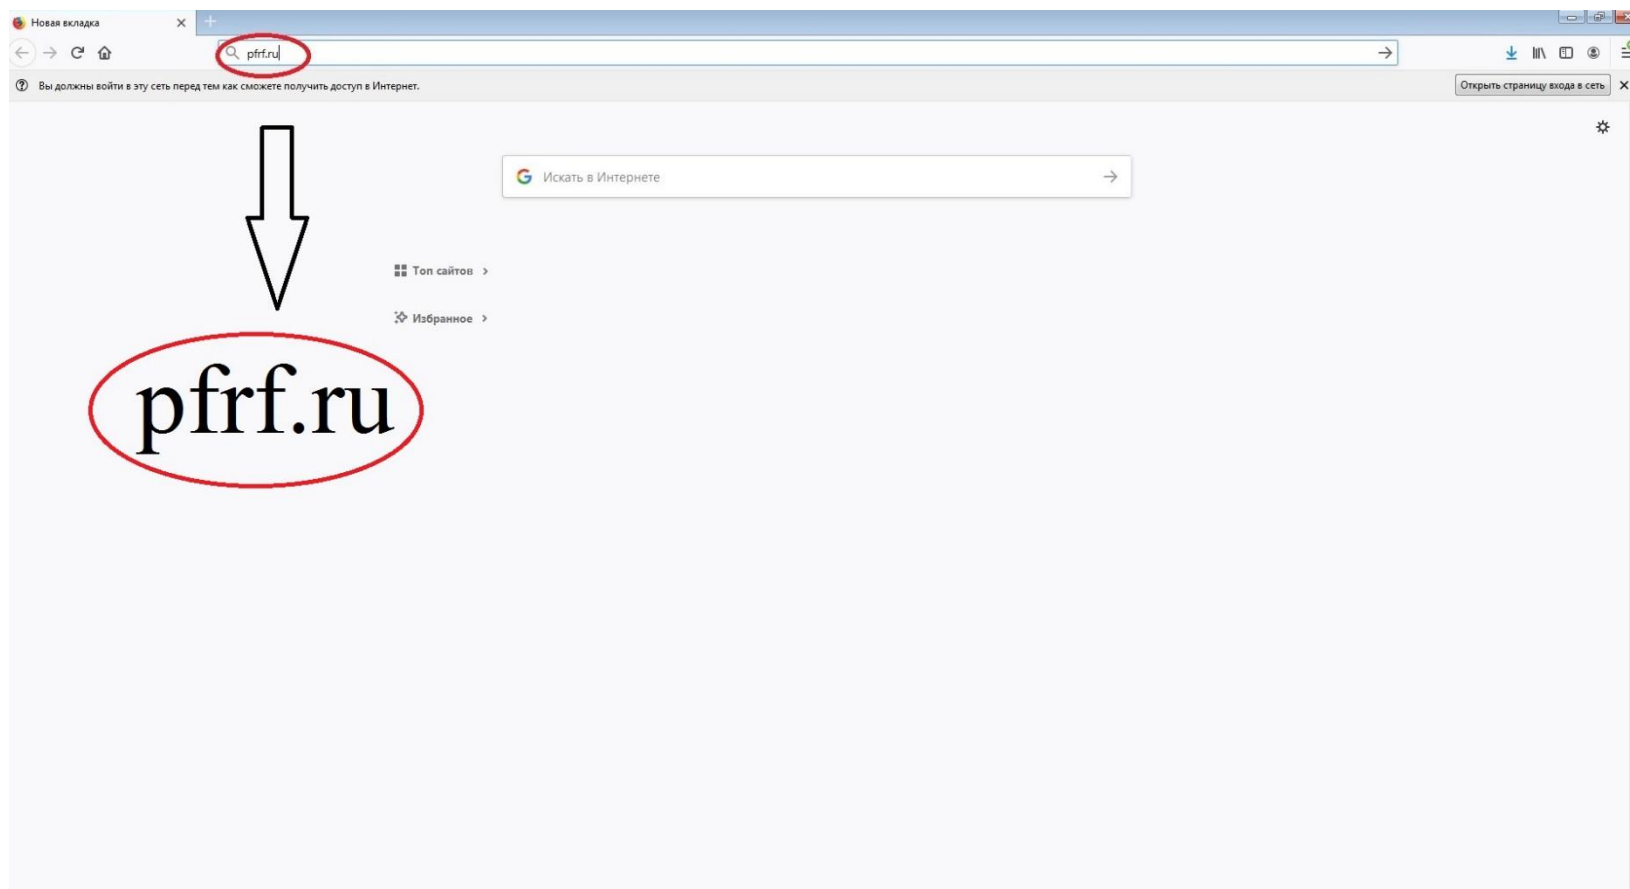 Новая вкладка
pfrf.ru
Вы должны войти в эту сеть перед тем как сможете получить доступ в Интернет.
Открыть страницу входа в сеть
Искать в Интернете
Топ сайтов
Избранное
pfrf.ru